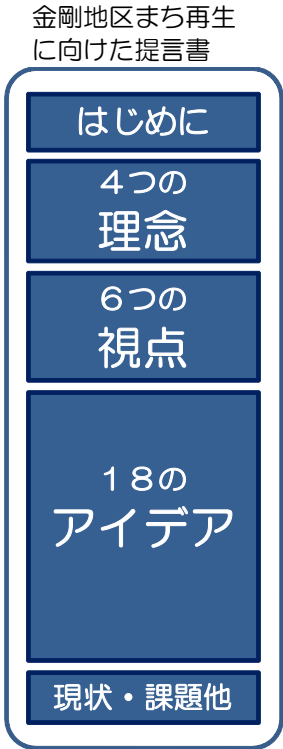 金剛地区まち再生
に向けた提言書
はじめに
４つの
理念
６つの
視点
１８の
アイデア
現状・課題他